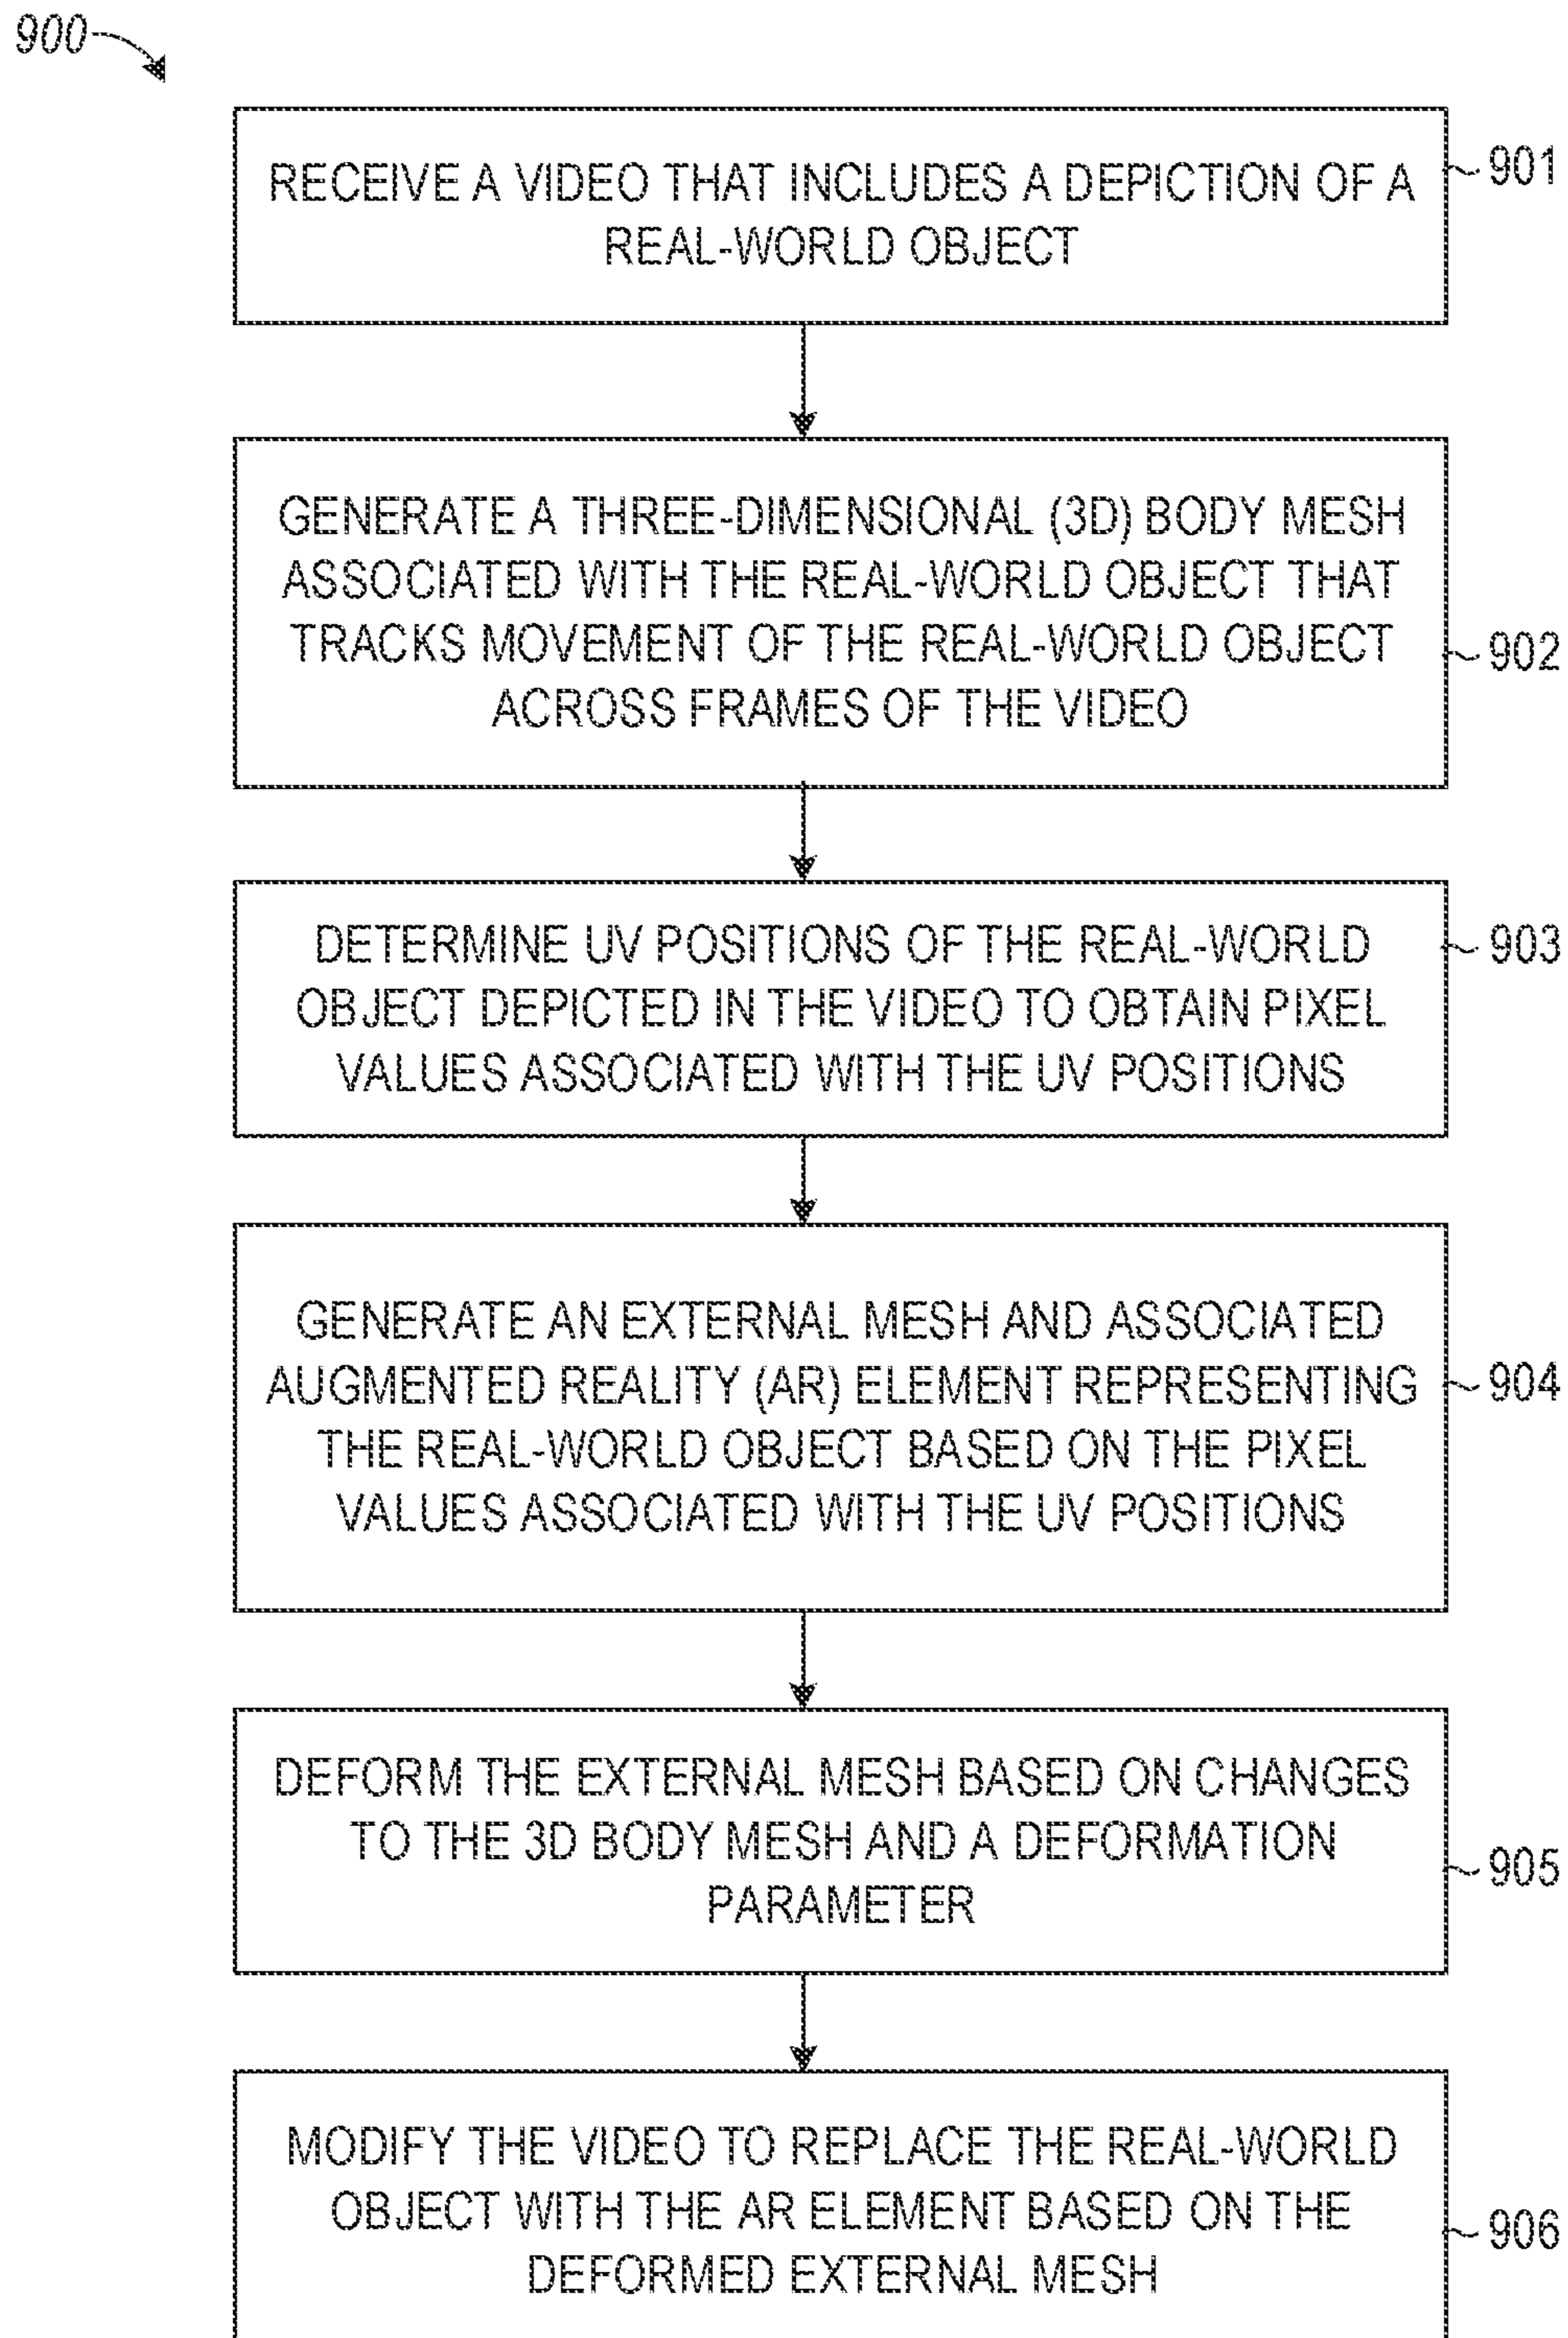 900
RECEIVE A VIDEO THAT INCLUDES A DEPICTION OF A
REAL-WORLD OBJECT
901
GENERATE A THREE-DIMENSIONAL (3D) BODY MESH
ASSOCIATED WITH THE REAL-WORLD OBJECT THAT
TRACKS MOVEMENT OF THE REAL-WORLD OBJECT
ACROSS FRAMES OF THE VIDEO
902
DETERMINE UV POSITIONS OF THE REAL-WORLD
OBJECT DEPICTED IN THE VIDEO TO OBTAIN PIXEL
VALUES ASSOCIATED WITH THE UV POSITIONS
903
GENERATE AN EXTERNAL MESH AND ASSOCIATED
AUGMENTED REALITY (AR) ELEMENT REPRESENTING
THE REAL-WORLD OBJECT BASED ON THE PIXEL
VALUES ASSOCIATED WITH THE UV POSITIONS
904
DEFORM THE EXTERNAL MESH BASED ON CHANGES
TO THE 3D BODY MESH AND A DEFORMATION
PARAMETER
905
MODIFY THE VIDEO TO REPLACE THE REAL-WORLD
OBJECT WITH THE AR ELEMENT BASED ON THE
DEFORMED EXTERNAL MESH
906